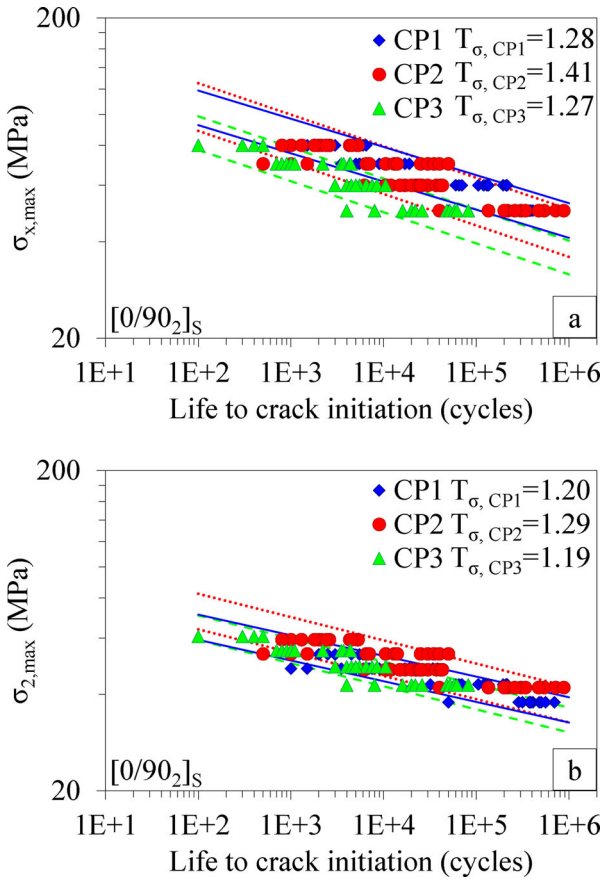 200
CP1 Tσ, CP1=1.28
CP2 Tσ, CP2=1.41
CP3 Tσ, CP3=1.27
σx,max (MPa)
[0/902]S
a
20
1E+1 1E+2 1E+3 1E+4 1E+5 1E+6
Life to crack initiation (cycles)
200
CP1 Tσ, CP1=1.20
CP2 Tσ, CP2=1.29
CP3 Tσ, CP3=1.19
σ2,max (MPa)
[0/902]S
b
20
1E+1 1E+2 1E+3 1E+4 1E+5 1E+6
Life to crack initiation (cycles)